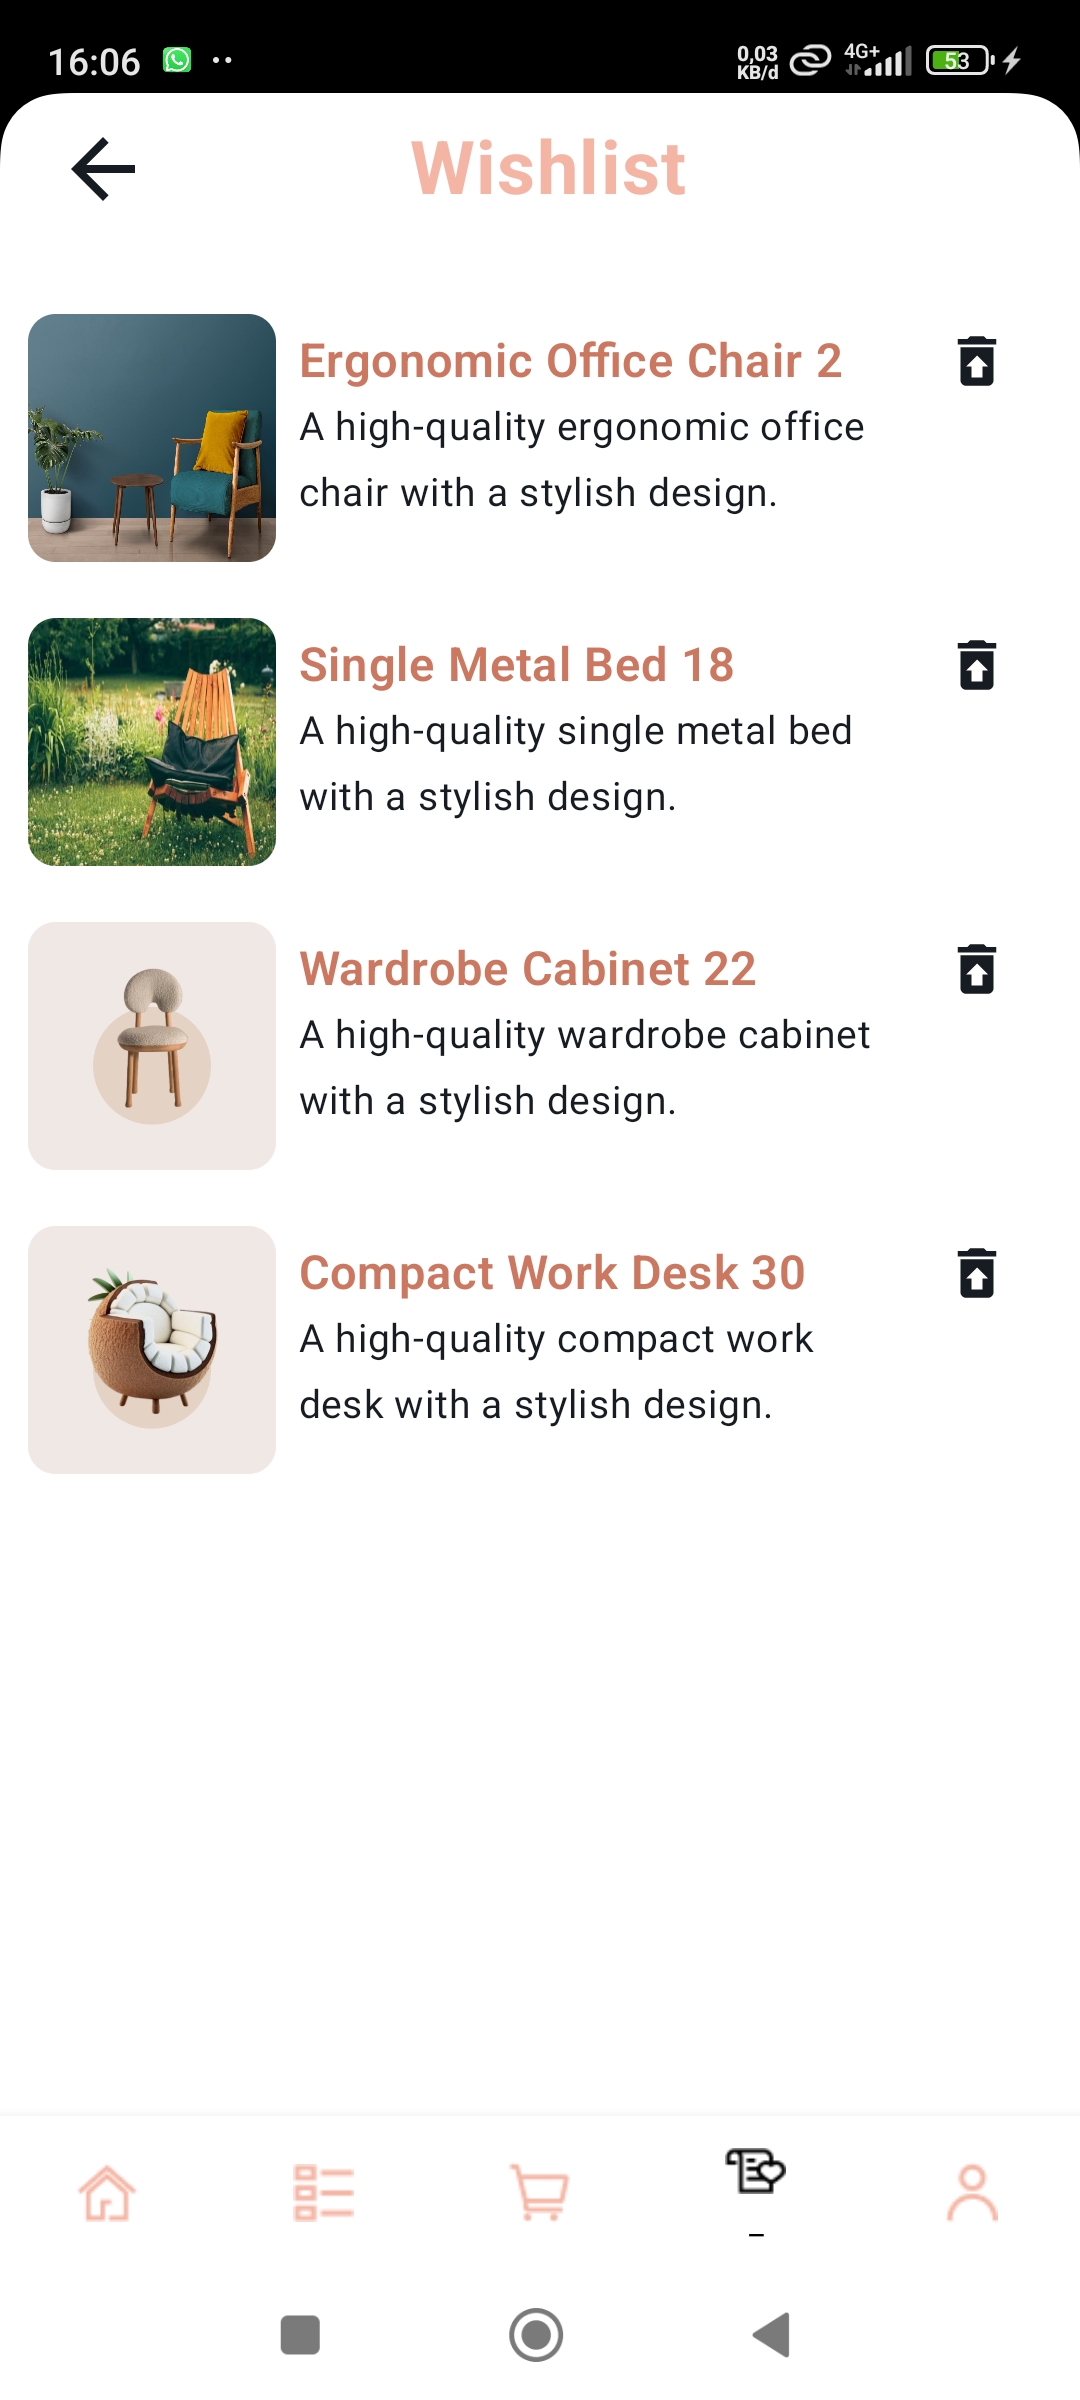 16:06
0,03
KB/d
4G+
53
Wishlist
Ergonomic Office Chair 2
A high-quality ergonomic office
chair with a stylish design.
Single Metal Bed 18
A high-quality single metal bed
with a stylish design.
Wardrobe Cabinet 22
A high-quality wardrobe cabinet
with a stylish design.
Compact Work Desk 30
A high-quality compact work
desk with a stylish design.